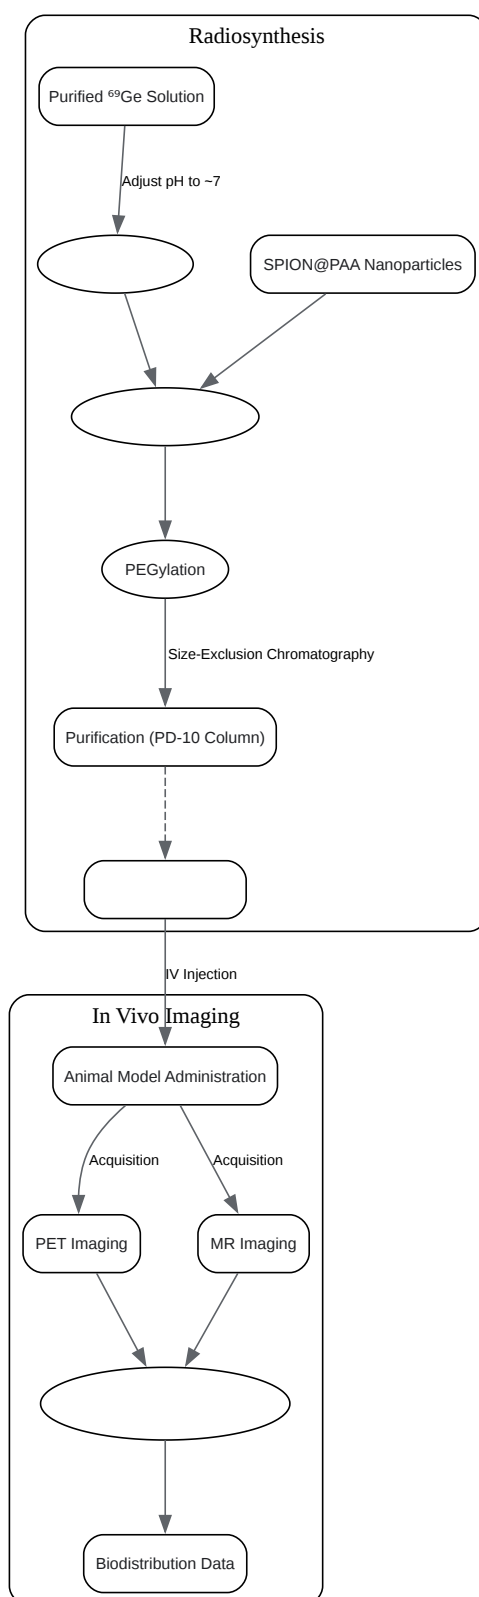 Radiosynthesis
Purified ⁶⁹Ge Solution
Adjust pH to ~7
SPION@PAA Nanoparticles
PEGylation
Size-Exclusion Chromatography
Purification (PD-10 Column)
IV Injection
In Vivo Imaging
Animal Model Administration
Acquisition
Acquisition
PET Imaging
MR Imaging
Biodistribution Data